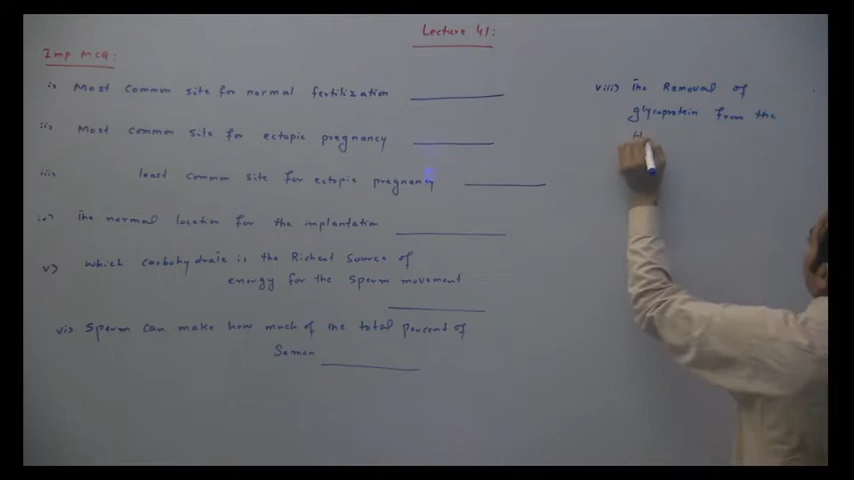 Lecture 41:
Imp MCQ:
i) Most common site for normal fertilization
ii) Most common site for ectopic pregnancy
iii) least common site for ectopic pregnancy
iv) The normal location for the implantation
v) which carbohydrate is the Richest Source of
energy for the sperm movement
vi) Sperm can make how much of the total percent of
Semen
viii) The Removal of
glycoprotein from the